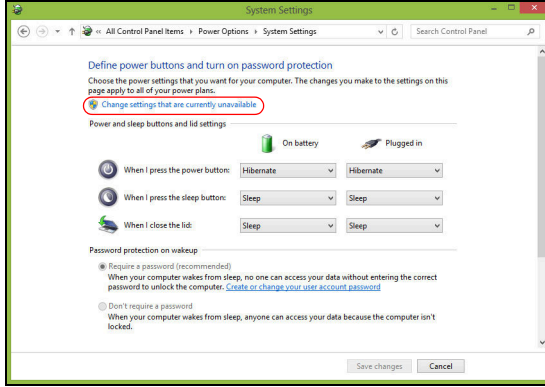 System Settings
« All Control Panel Items › Power Options › System Settings
Search Control Panel
Define power buttons and turn on password protection
Choose the power settings that you want for your computer. The changes you make to the settings on this
page apply to all of your power plans.
Change settings that are currently unavailable
Power and sleep buttons and lid settings
On battery Plugged in
When I press the power button: Hibernate Hibernate
When I press the sleep button: Sleep Sleep
When I close the lid: Sleep Sleep
Password protection on wakeup
Require a password (recommended)
When your computer wakes from sleep, no one can access your data without entering the correct
password to unlock the computer. Create or change your user account password
Don't require a password
When your computer wakes from sleep, anyone can access your data because the computer isn't
locked.
Save changes Cancel